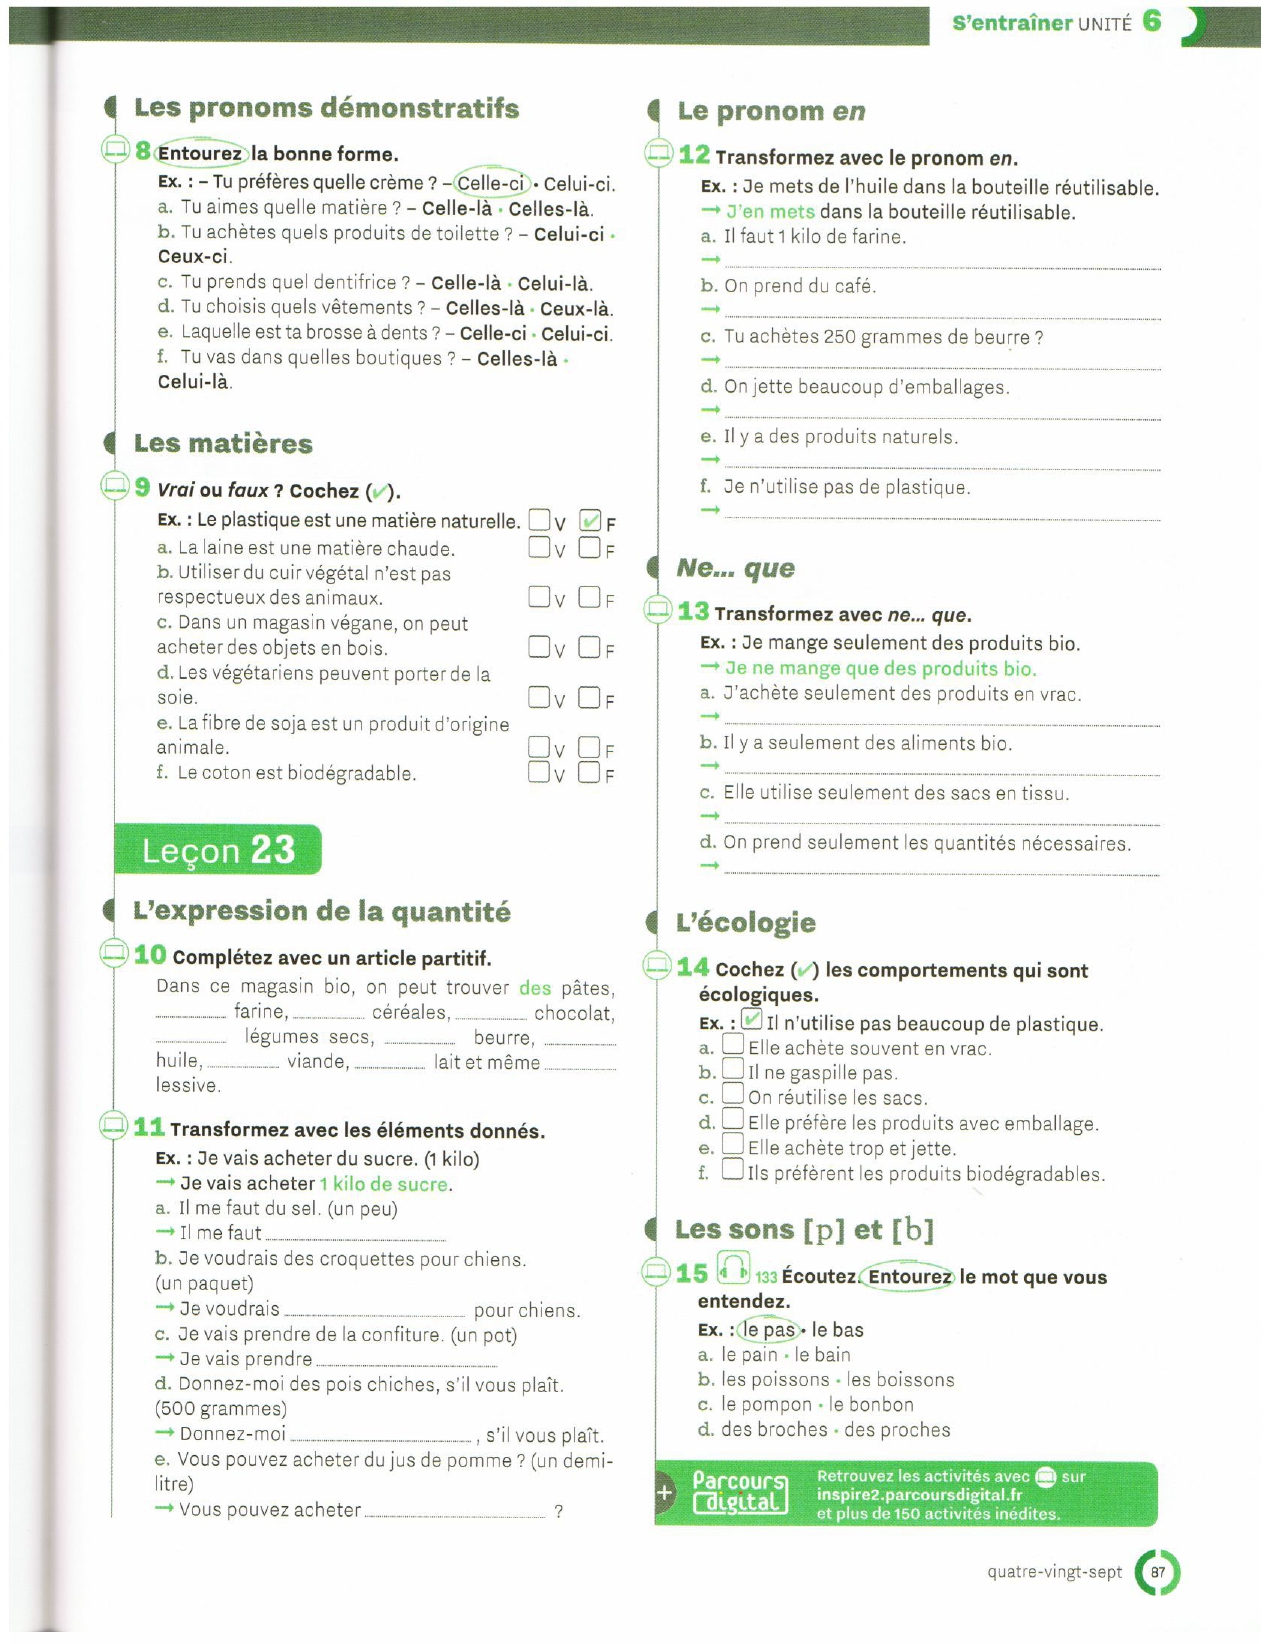 S'entraîner UNITÉ 6
Les pronoms démonstratifs
8 Entourez la bonne forme.
Ex. : – Tu préfères quelle crème ? – Celle-ci • Celui-ci.
a. Tu aimes quelle matière ? – Celle-là • Celles-là.
b. Tu achètes quels produits de toilette ? – Celui-ci •
Ceux-ci.
c. Tu prends quel dentifrice ? – Celle-là • Celui-là.
d. Tu choisis quels vêtements ? – Celles-là • Ceux-là.
e. Laquelle est ta brosse à dents ? – Celle-ci • Celui-ci.
f. Tu vas dans quelles boutiques ? – Celles-là •
Celui-là.
Les matières
9 Vrai ou faux ? Cochez (✓).
Ex. : Le plastique est une matière naturelle. ☐ V ☑ F
a. La laine est une matière chaude. ☐ V ☐ F
b. Utiliser du cuir végétal n'est pas
respectueux des animaux. ☐ V ☐ F
c. Dans un magasin végane, on peut
acheter des objets en bois. ☐ V ☐ F
d. Les végétariens peuvent porter de la
soie. ☐ V ☐ F
e. La fibre de soja est un produit d'origine
animale. ☐ V ☐ F
f. Le coton est biodégradable. ☐ V ☐ F
Leçon 23
L'expression de la quantité
10 Complétez avec un article partitif.
Dans ce magasin bio, on peut trouver des pâtes,
............ farine, ............ céréales, ............ chocolat,
............ légumes secs, ............ beurre, ............
huile, ............ viande, ............ lait et même ............
lessive.
11 Transformez avec les éléments donnés.
Ex. : Je vais acheter du sucre. (1 kilo)
→ Je vais acheter 1 kilo de sucre.
a. Il me faut du sel. (un peu)
→ Il me faut ............
b. Je voudrais des croquettes pour chiens.
(un paquet)
→ Je voudrais ............ pour chiens.
c. Je vais prendre de la confiture. (un pot)
→ Je vais prendre ............
d. Donnez-moi des pois chiches, s'il vous plaît.
(500 grammes)
→ Donnez-moi ............ , s'il vous plaît.
e. Vous pouvez acheter du jus de pomme ? (un demi-
litre)
→ Vous pouvez acheter ............ ?
Le pronom en
12 Transformez avec le pronom en.
Ex. : Je mets de l'huile dans la bouteille réutilisable.
→ J'en mets dans la bouteille réutilisable.
a. Il faut 1 kilo de farine.
→ ............
b. On prend du café.
→ ............
c. Tu achètes 250 grammes de beurre ?
→ ............
d. On jette beaucoup d'emballages.
→ ............
e. Il y a des produits naturels.
→ ............
f. Je n'utilise pas de plastique.
→ ............
Ne... que
13 Transformez avec ne... que.
Ex. : Je mange seulement des produits bio.
→ Je ne mange que des produits bio.
a. J'achète seulement des produits en vrac.
→ ............
b. Il y a seulement des aliments bio.
→ ............
c. Elle utilise seulement des sacs en tissu.
→ ............
d. On prend seulement les quantités nécessaires.
→ ............
L'écologie
14 Cochez (✓) les comportements qui sont
écologiques.
Ex. : ☑ Il n'utilise pas beaucoup de plastique.
a. ☐ Elle achète souvent en vrac.
b. ☐ Il ne gaspille pas.
c. ☐ On réutilise les sacs.
d. ☐ Elle préfère les produits avec emballage.
e. ☐ Elle achète trop et jette.
f. ☐ Ils préfèrent les produits biodégradables.
Les sons [p] et [b]
15 133 Écoutez. Entourez le mot que vous
entendez.
Ex. : le pas • le bas
a. le pain • le bain
b. les poissons • les boissons
c. le pompon • le bonbon
d. des broches • des proches
+ Parcours digital
Retrouvez les activités avec sur
inspire2.parcoursdigital.fr
et plus de 150 activités inédites.
quatre-vingt-sept 87